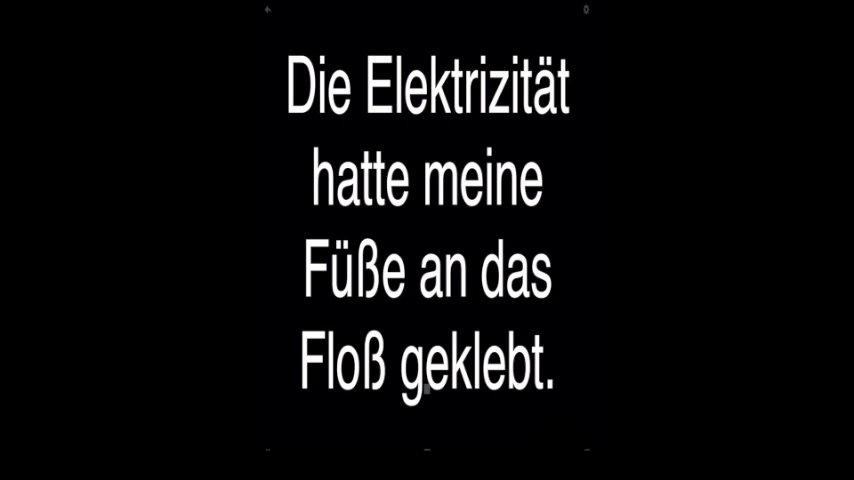 Die Elektrizität
hatte meine
Füße an das
Floß geklebt.